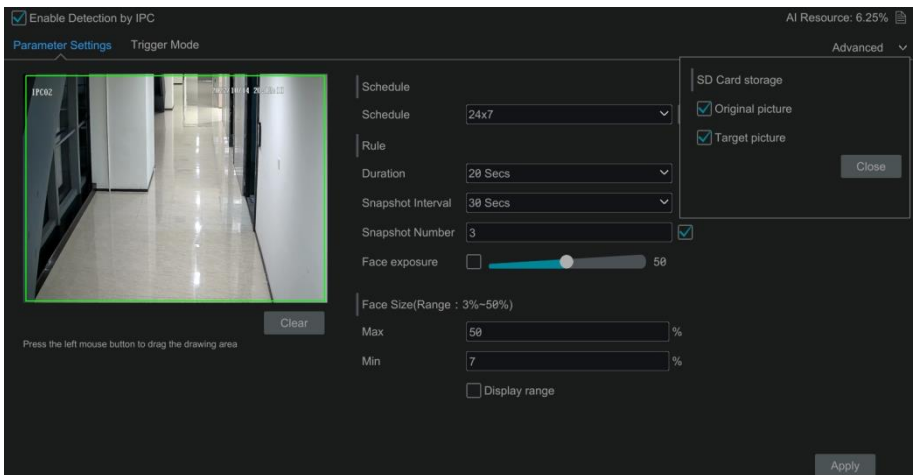 Enable Detection by IPC
AI Resource: 6.25%
Parameter Settings
Trigger Mode
Advanced
IPC02
SD Card storage
Original picture
Target picture
Close
Schedule
Schedule 24x7
Rule
Duration 20 Secs
Snapshot Interval 30 Secs
Snapshot Number 3
Face exposure 50
Face Size(Range : 3%~50%)
Max 50 %
Min 7 %
Display range
Clear
Press the left mouse button to drag the drawing area
Apply